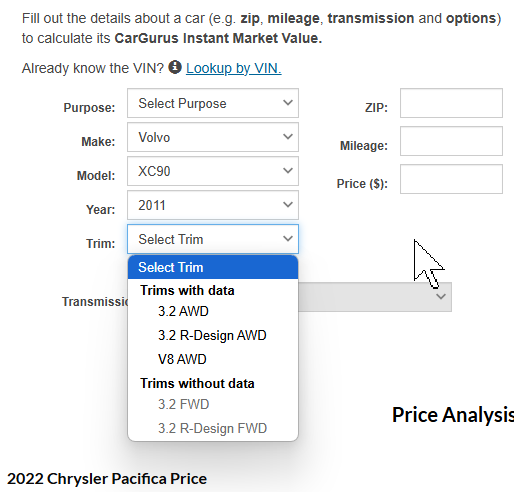 Fill out the details about a car (e.g. zip, mileage, transmission and options)
to calculate its CarGurus Instant Market Value.
Already know the VIN? Lookup by VIN.
Purpose: Select Purpose ZIP:
Make: Volvo Mileage:
Model: XC90 Price ($):
Year: 2011
Trim: Select Trim
Select Trim
Trims with data
Transmissio
3.2 AWD
3.2 R-Design AWD
V8 AWD
Trims without data
3.2 FWD
3.2 R-Design FWD
Price Analysis
2022 Chrysler Pacifica Price